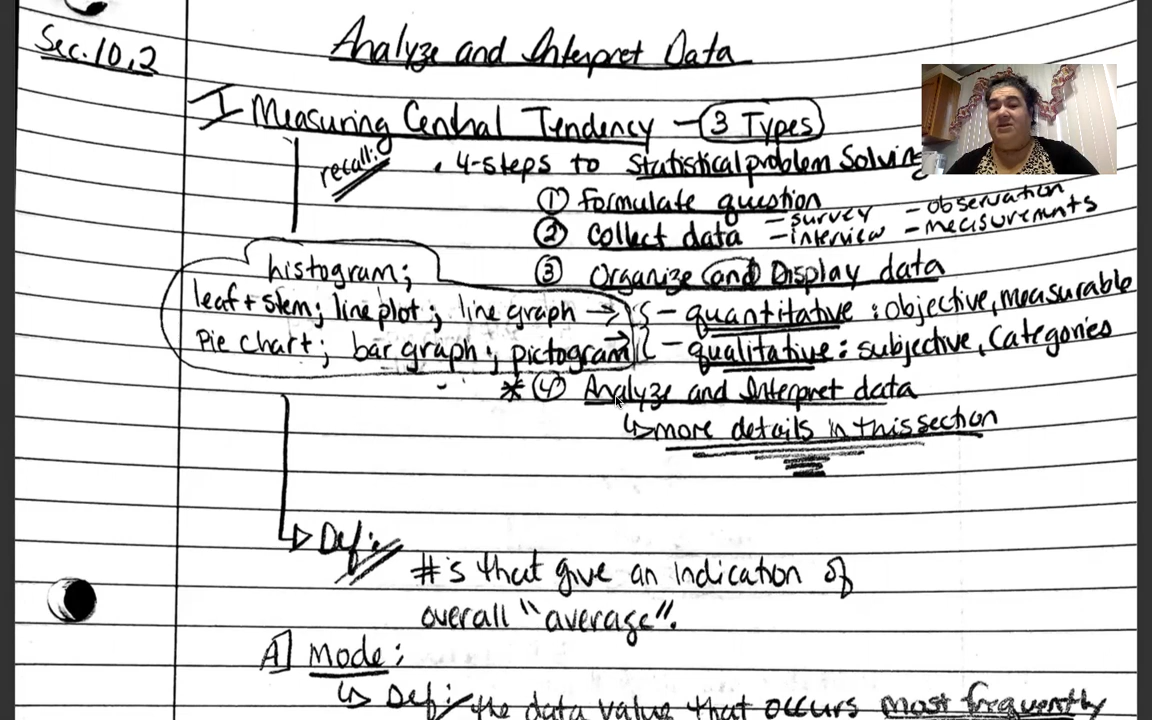 Sec. 10.2
Analyze and Interpret Data
I Measuring Central Tendency - 3 Types
recall:
• 4-steps to Statistical problem Solving
① Formulate question
② Collect data - survey - observation
- interview - measurements
③ Organize and Display data
histogram;
leaf + stem; line plot; line graph → - quantitative: objective, measurable
Pie chart; bar graph; pictogram → - qualitative: subjective, Categories
* ④ Analyze and Interpret data
↳ more details in this section
↳ Def:
#'s that give an indication of
overall "average".
A] Mode:
↳ Def: the data value that occurs most frequently